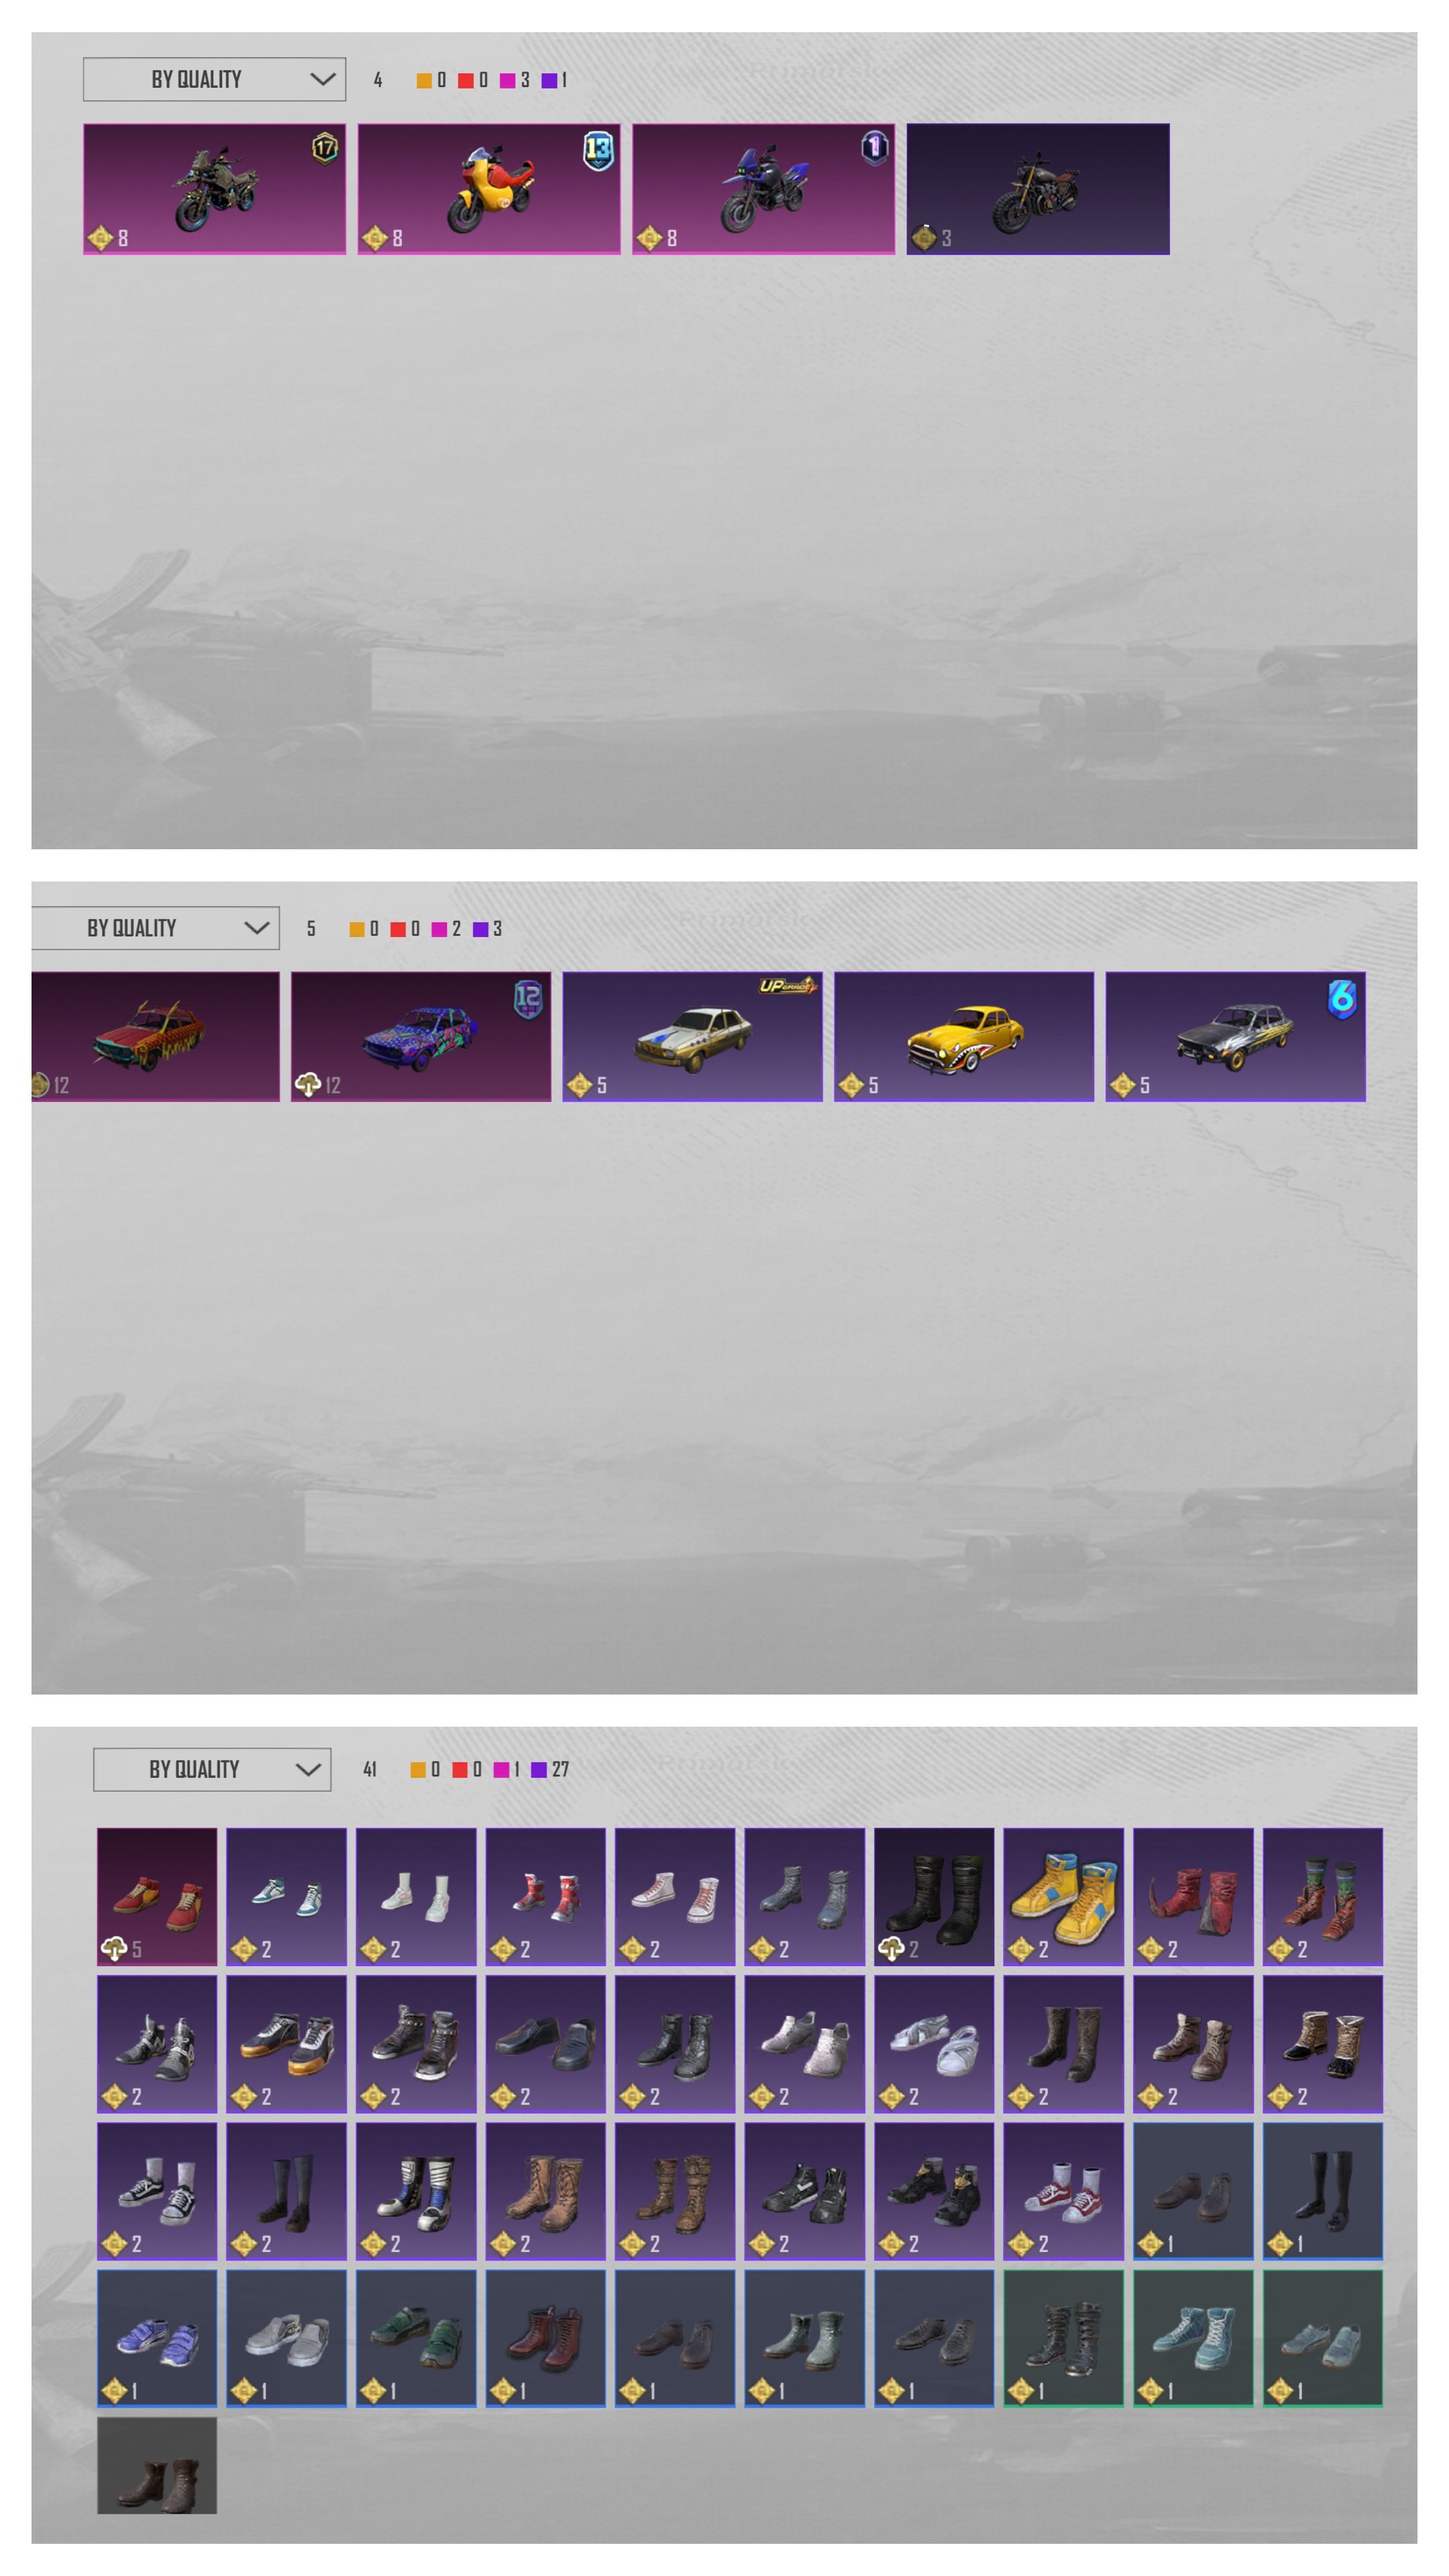 BY QUALITY 4 0 0 3 1
17 13 1
8 8 8 3
BY QUALITY 5 0 0 2 3
12 UPGRADE 6
12 12 5 5 5
BY QUALITY 41 0 0 1 27
5 2 2 2 2 2 2 2 2 2
2 2 2 2 2 2 2 2 2 2
2 2 2 2 2 2 2 2 1 1
1 1 1 1 1 1 1 1 1 1